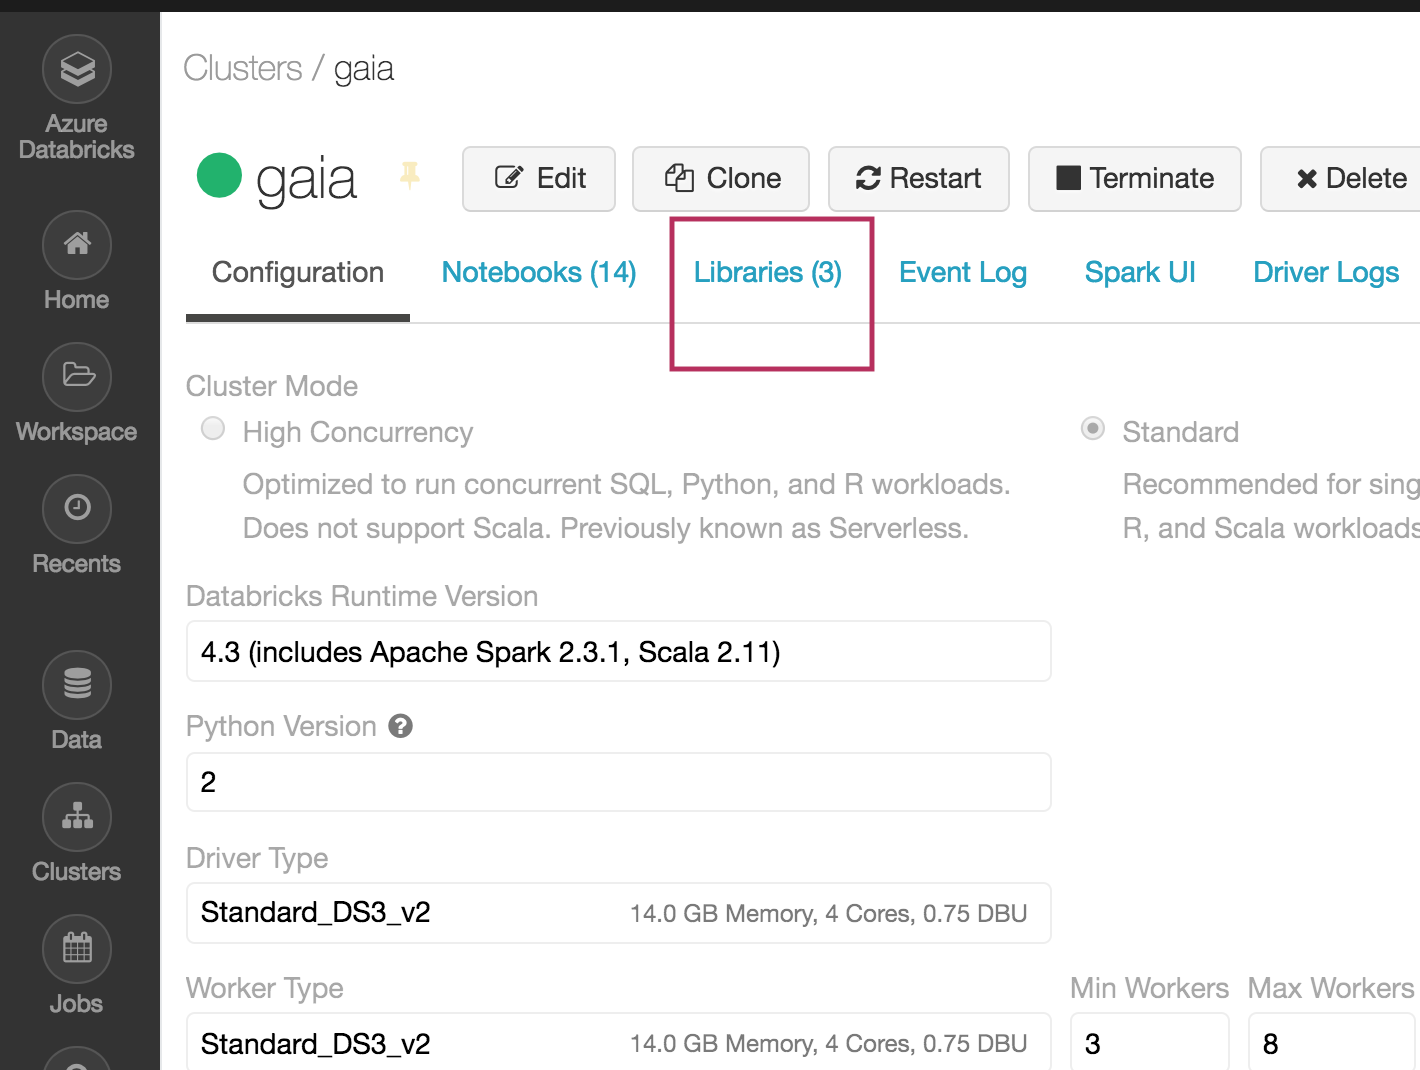 Azure
Databricks
Home
Workspace
Recents
Data
Clusters
Jobs
Clusters / gaia
gaia Edit Clone Restart Terminate Delete
Configuration Notebooks (14) Libraries (3) Event Log Spark UI Driver Logs
Cluster Mode
High Concurrency
Optimized to run concurrent SQL, Python, and R workloads.
Does not support Scala. Previously known as Serverless.
Standard
Recommended for sing
R, and Scala workloads
Databricks Runtime Version
4.3 (includes Apache Spark 2.3.1, Scala 2.11)
Python Version ?
2
Driver Type
Standard_DS3_v2 14.0 GB Memory, 4 Cores, 0.75 DBU
Worker Type Min Workers Max Workers
Standard_DS3_v2 14.0 GB Memory, 4 Cores, 0.75 DBU 3 8